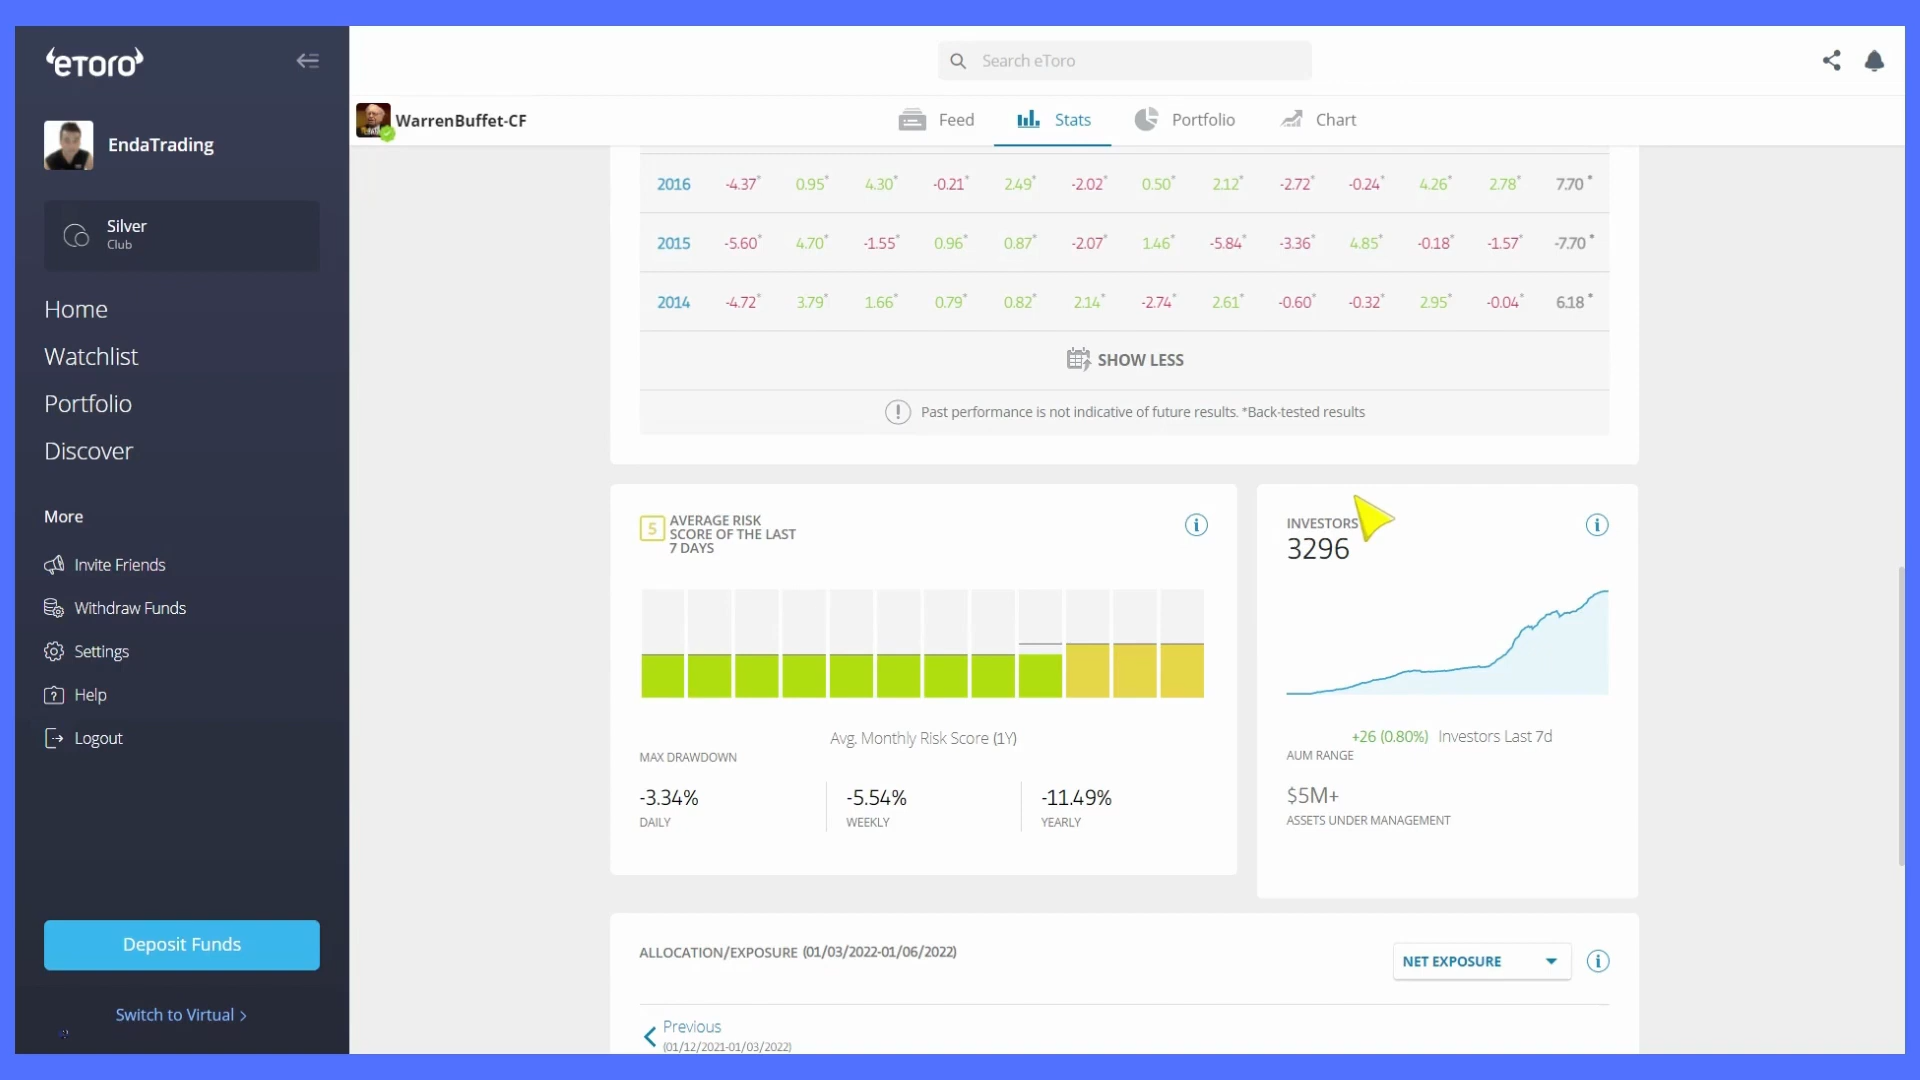 eToro
Search eToro
EndaTrading
Silver
Club
Home
Watchlist
Portfolio
Discover
More
Invite Friends
Withdraw Funds
Settings
Help
Logout
Deposit Funds
Switch to Virtual >
WarrenBuffet-CF
Feed
Stats
Portfolio
Chart
2016 -4.37* 0.95* 4.30* -0.21* 2.49* -2.02* 0.50* 2.12* -2.72* -0.24* 4.26* 2.78* 7.70 *
2015 -5.60* 4.70* -1.55* 0.96* 0.87* -2.07* 1.46* -5.84* -3.36* 4.85* -0.18* -1.57* -7.70 *
2014 -4.72* 3.79* 1.66* 0.79* 0.82* 2.14* -2.74* 2.61* -0.60* -0.32* 2.95* -0.04* 6.18 *
SHOW LESS
! Past performance is not indicative of future results. *Back-tested results
5
AVERAGE RISK
SCORE OF THE LAST
7 DAYS
Avg. Monthly Risk Score (1Y)
MAX DRAWDOWN
-3.34%
DAILY
-5.54%
WEEKLY
-11.49%
YEARLY
INVESTORS
3296
+26 (0.80%) Investors Last 7d
AUM RANGE
$5M+
ASSETS UNDER MANAGEMENT
ALLOCATION/EXPOSURE (01/03/2022-01/06/2022)
NET EXPOSURE
Previous
(01/12/2021-01/03/2022)